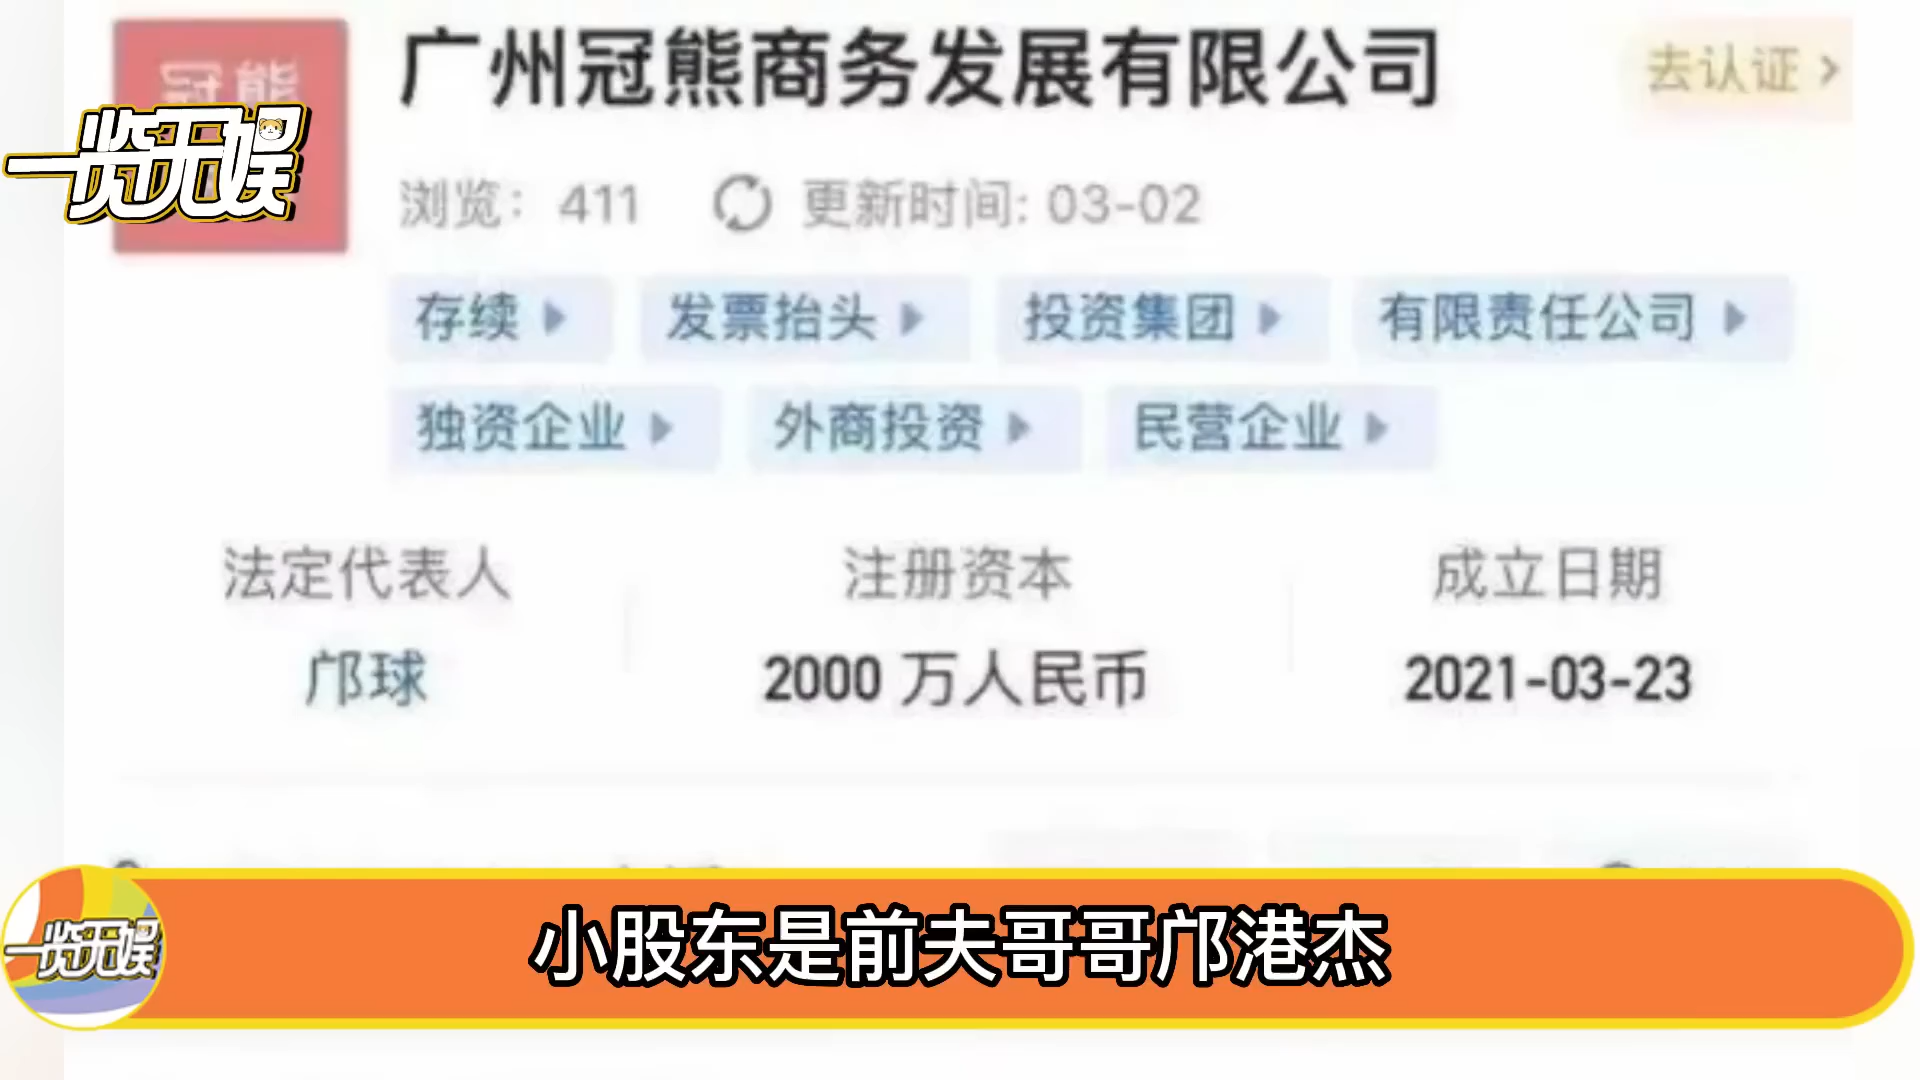 广州冠熊商务发展有限公司
去认证
冠熊
一览无娱
浏览: 411 更新时间: 03-02
存续 发票抬头 投资集团 有限责任公司
独资企业 外商投资 民营企业
法定代表人 注册资本 成立日期
邝球 2000万人民币 2021-03-23
小股东是前夫哥哥邝港杰
一览无娱